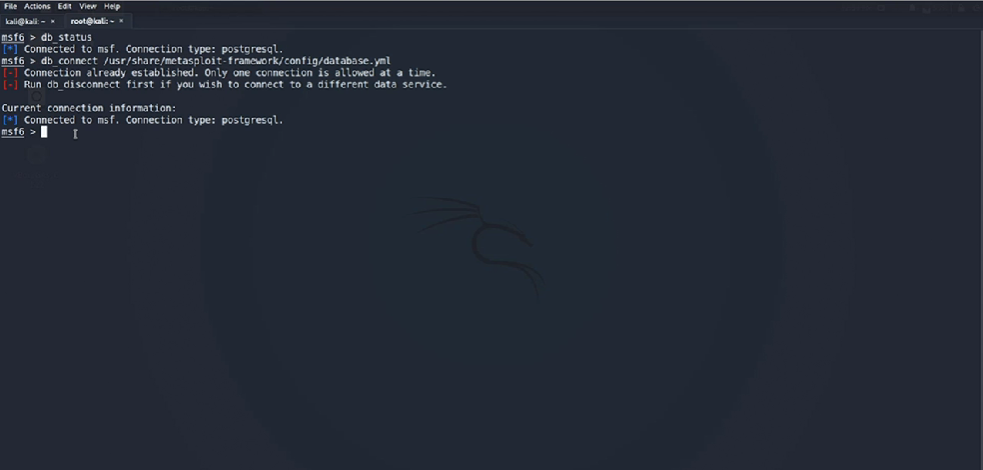 File Actions Edit View Help
kali@kali: ~ × root@kali: ~ ×
msf6 > db_status
[*] Connected to msf. Connection type: postgresql.
msf6 > db_connect /usr/share/metasploit-framework/config/database.yml
[-] Connection already established. Only one connection is allowed at a time.
[-] Run db_disconnect first if you wish to connect to a different data service.
Current connection information:
[*] Connected to msf. Connection type: postgresql.
msf6 >